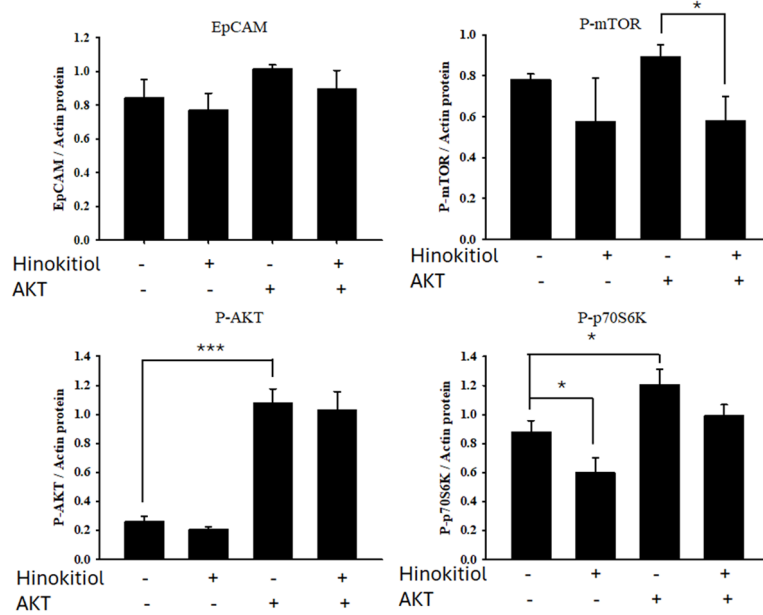 EpCAM
EpCAM / Actin protein
1.2
1.0
0.8
0.6
0.4
0.2
0.0
Hinokitiol - + - +
AKT - - + +
P-mTOR
*
P-mTOR / Actin protein
1.0
0.8
0.6
0.4
0.2
0.0
Hinokitiol - + - +
AKT - - + +
P-AKT
***
P-AKT / Actin protein
1.4
1.2
1.0
0.8
0.6
0.4
0.2
0.0
Hinokitiol - + - +
AKT - - + +
P-p70S6K
*
*
P-p70S6K / Actin protein
1.4
1.2
1.0
0.8
0.6
0.4
0.2
0.0
Hinokitiol - + - +
AKT - - + +